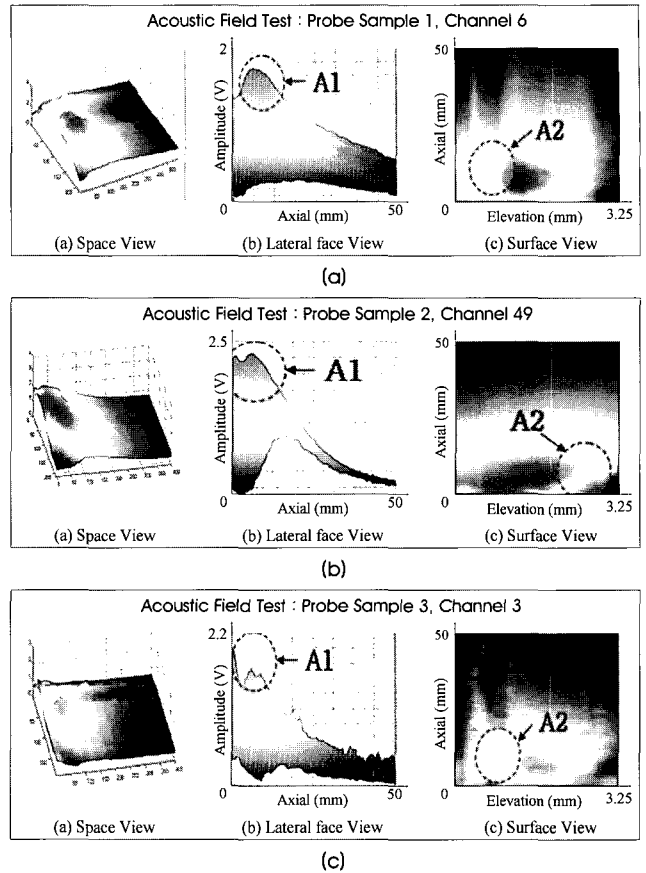 Acoustic Field Test : Probe Sample 1, Channel 6
2
A1
Amplitude (V)
0
Axial (mm)
50
50
A2
Axial (mm)
0
Elevation (mm)
3.25
(a) Space View
(b) Lateral face View
(c) Surface View
(a)
Acoustic Field Test : Probe Sample 2, Channel 49
2.5
A1
Amplitude (V)
0
Axial (mm)
50
50
A2
Axial (mm)
0
Elevation (mm)
3.25
(a) Space View
(b) Lateral face View
(c) Surface View
(b)
Acoustic Field Test : Probe Sample 3, Channel 3
2.2
A1
Amplitude (V)
0
Axial (mm)
50
50
A2
Axial (mm)
0
Elevation (mm)
3.25
(a) Space View
(b) Lateral face View
(c) Surface View
(c)